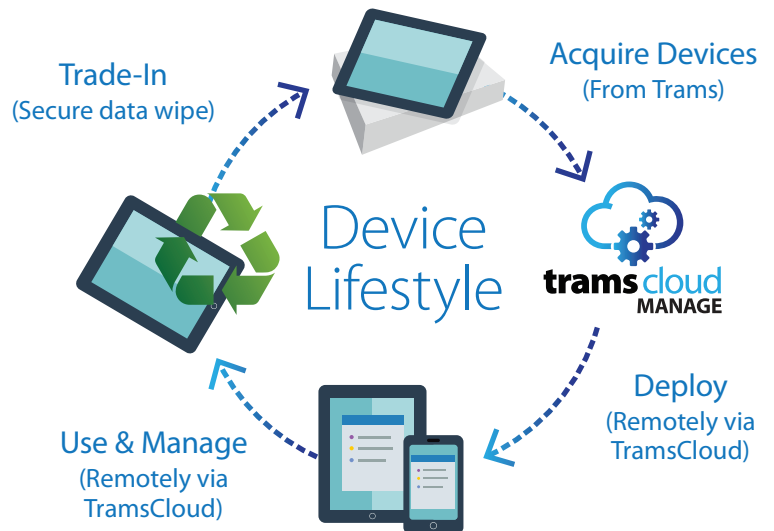 Trade-In
(Secure data wipe)
Acquire Devices
(From Trams)
Device
Lifestyle
trams cloud
MANAGE
Deploy
(Remotely via
TramsCloud)
Use & Manage
(Remotely via
TramsCloud)